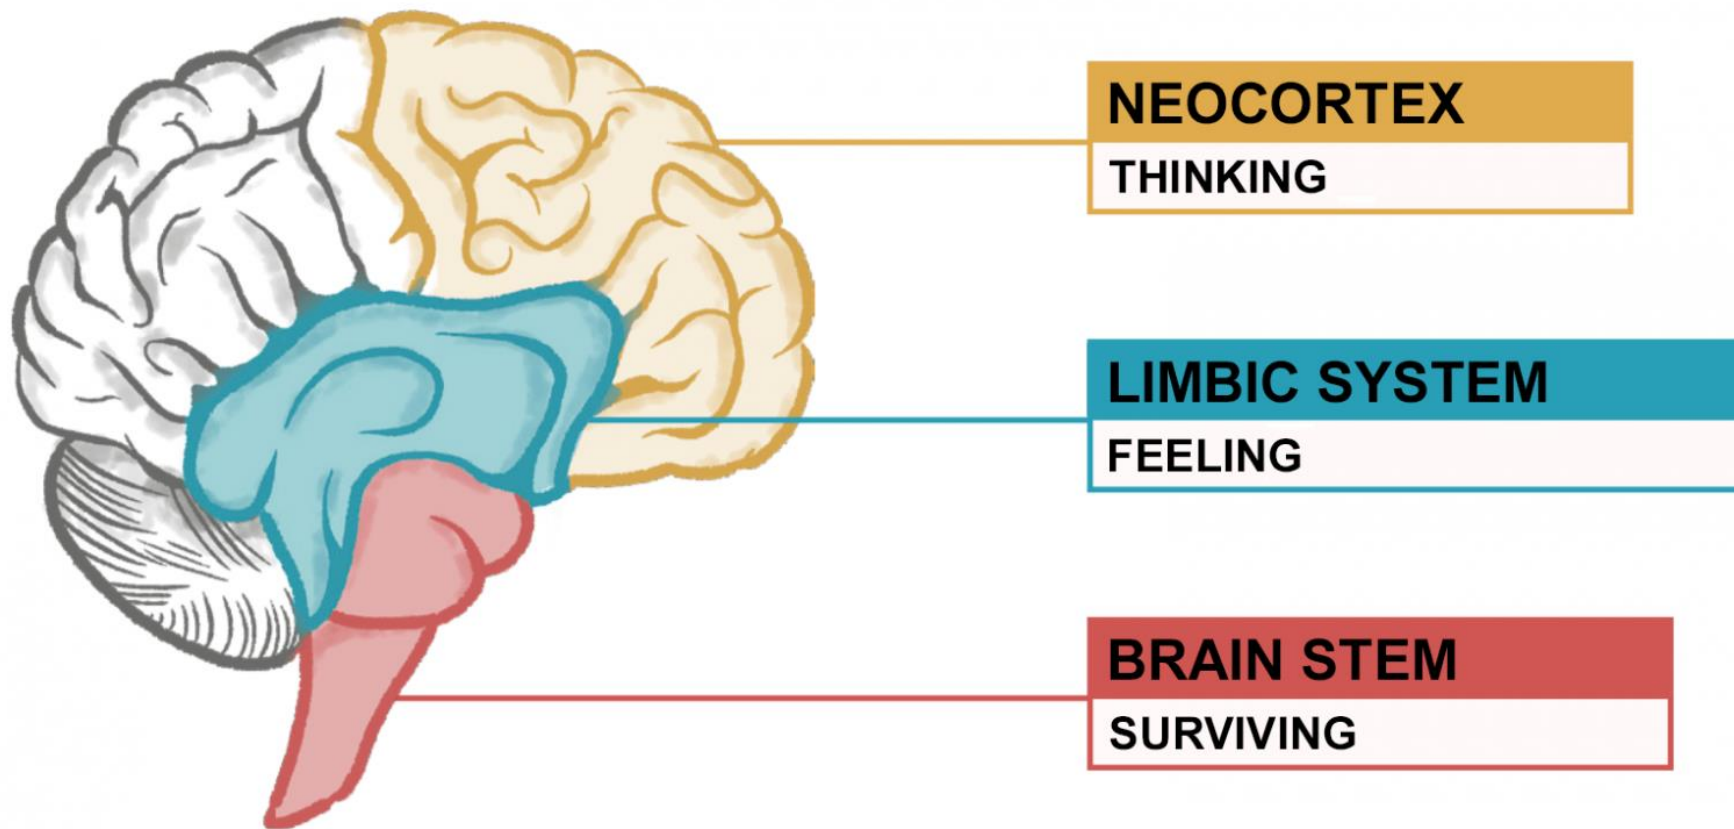 NEOCORTEX
THINKING
LIMBIC SYSTEM
FEELING
BRAIN STEM
SURVIVING